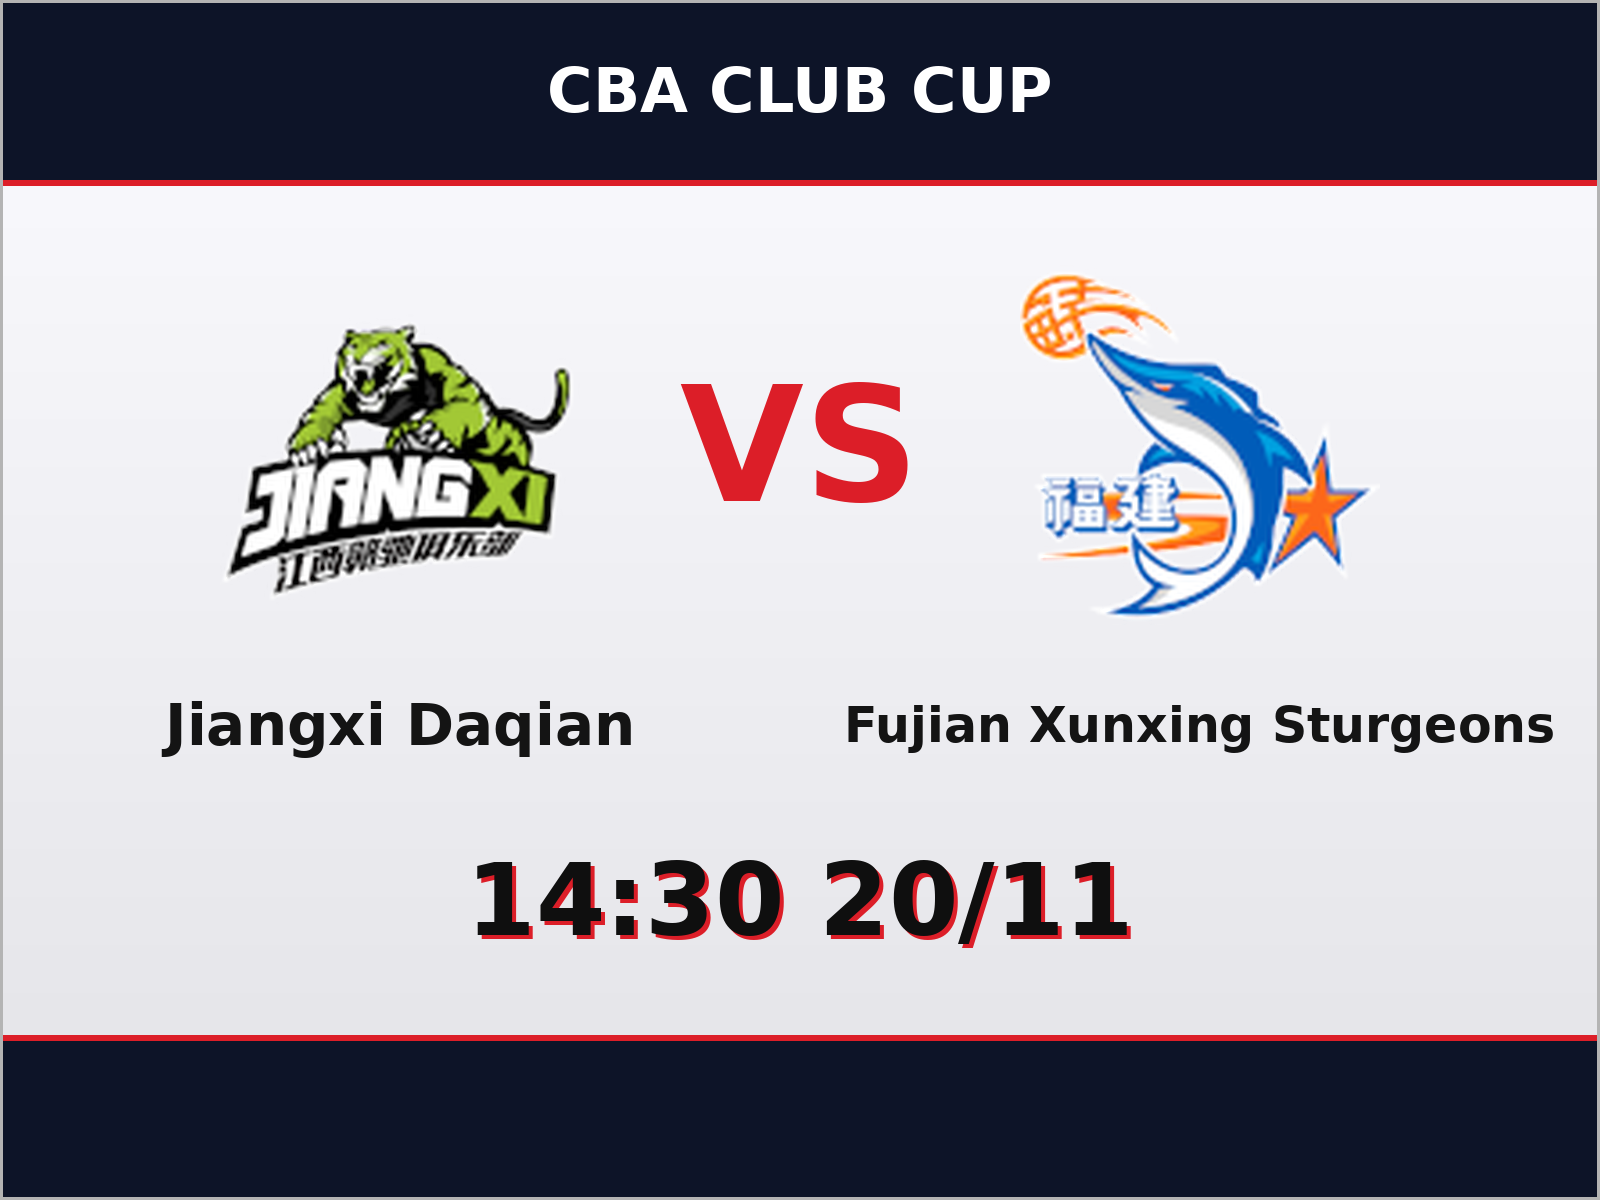 CBA CLUB CUP
JIANGXI
VS
福建
Jiangxi Daqian
Fujian Xunxing Sturgeons
14:30 20/11